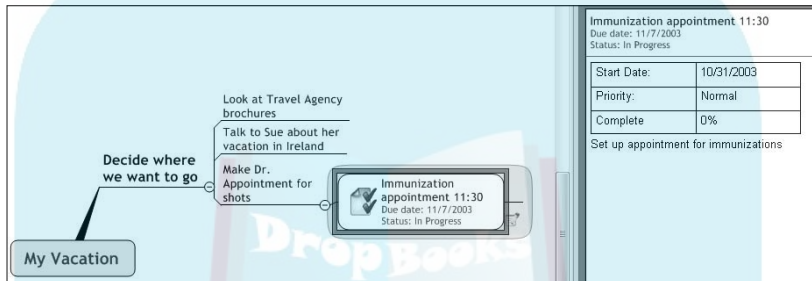 Look at Travel Agency
brochures
Talk to Sue about her
vacation in Ireland
Decide where
we want to go
Make Dr.
Appointment for
shots
Immunization
appointment 11:30
Due date: 11/7/2003
Status: In Progress
My Vacation
Drop Books
Immunization appointment 11:30
Due date: 11/7/2003
Status: In Progress
Start Date: 10/31/2003
Priority: Normal
Complete 0%
Set up appointment for immunizations